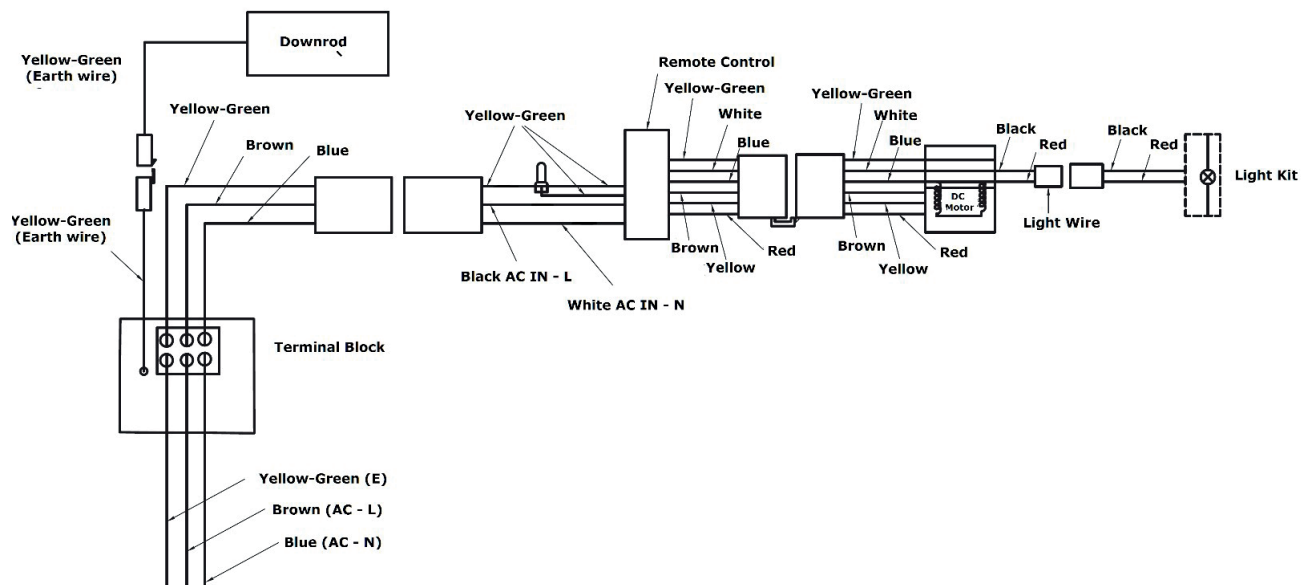 Downrod
Yellow-Green
(Earth wire)
Remote Control
Yellow-Green
White
Blue
Yellow-Green
White
Blue
Black
Red
Black
Red
Yellow-Green
Brown
Blue
Yellow-Green
Light Kit
DC
Motor
Light Wire
Yellow-Green
(Earth wire)
Brown
Yellow
Red
Brown
Yellow
Red
Black AC IN - L
White AC IN - N
Terminal Block
Yellow-Green (E)
Brown (AC - L)
Blue (AC - N)